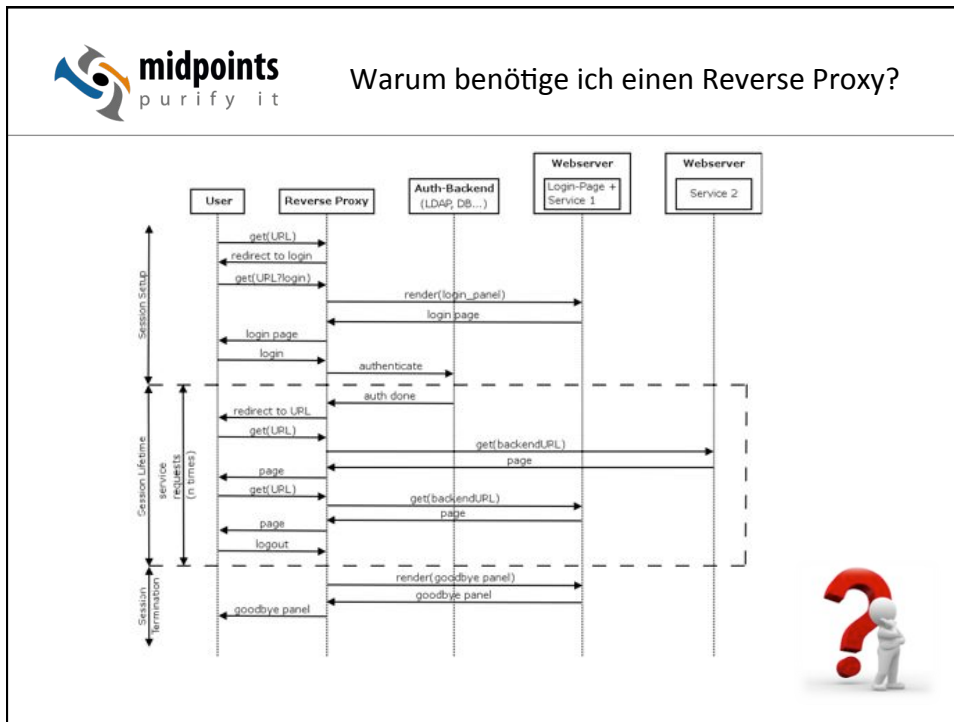 midpoints
purify it
Warum benötige ich einen Reverse Proxy?
User
Reverse Proxy
Auth-Backend
(LDAP, DB...)
Webserver
Login-Page +
Service 1
Webserver
Service 2
Session Setup
get(URL)
redirect to login
get(URL?login)
render(login_panel)
login page
login page
login
authenticate
Session Lifetime
service
requests
(n times)
auth done
redirect to URL
get(URL)
get(backendURL)
page
page
get(URL)
get(backendURL)
page
page
logout
Session
Termination
render(goodbye panel)
goodbye panel
goodbye panel